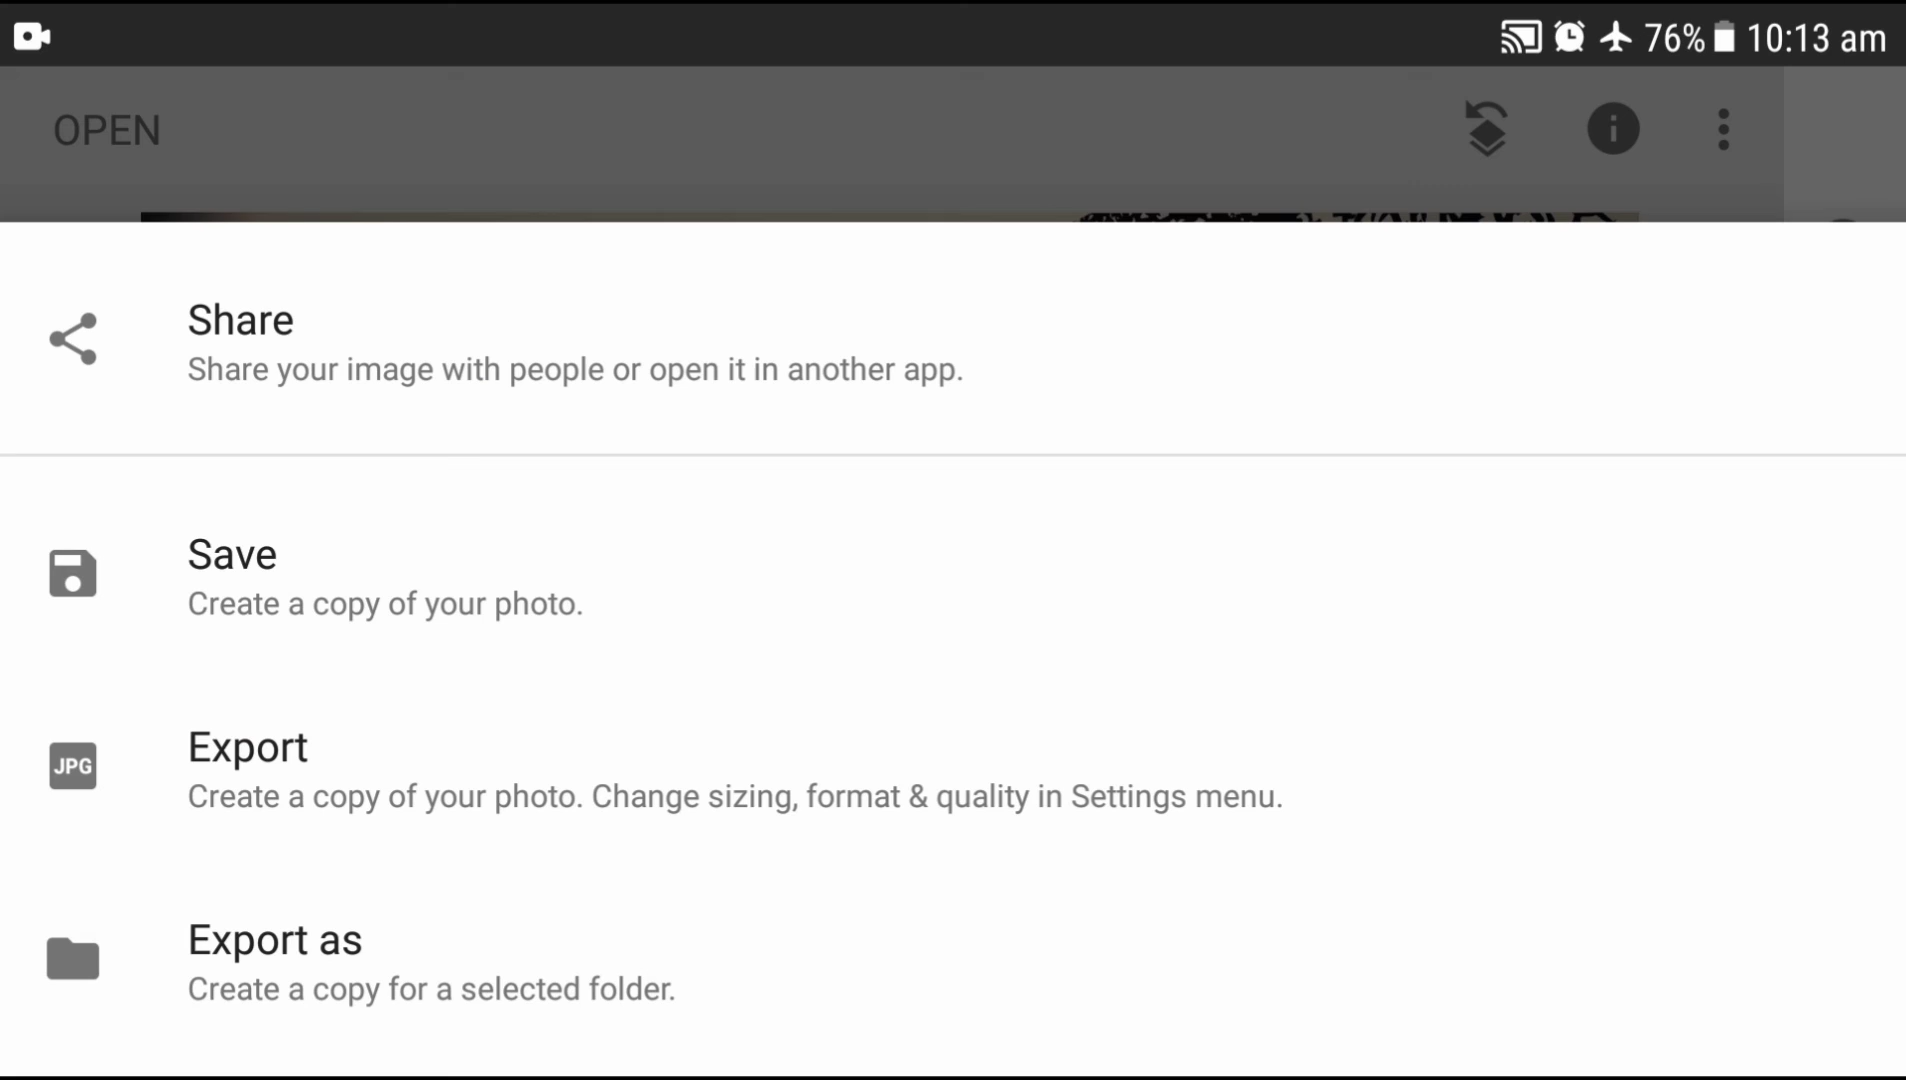 76% 10:13 am
OPEN
Share
Share your image with people or open it in another app.
Save
Create a copy of your photo.
JPG
Export
Create a copy of your photo. Change sizing, format & quality in Settings menu.
Export as
Create a copy for a selected folder.